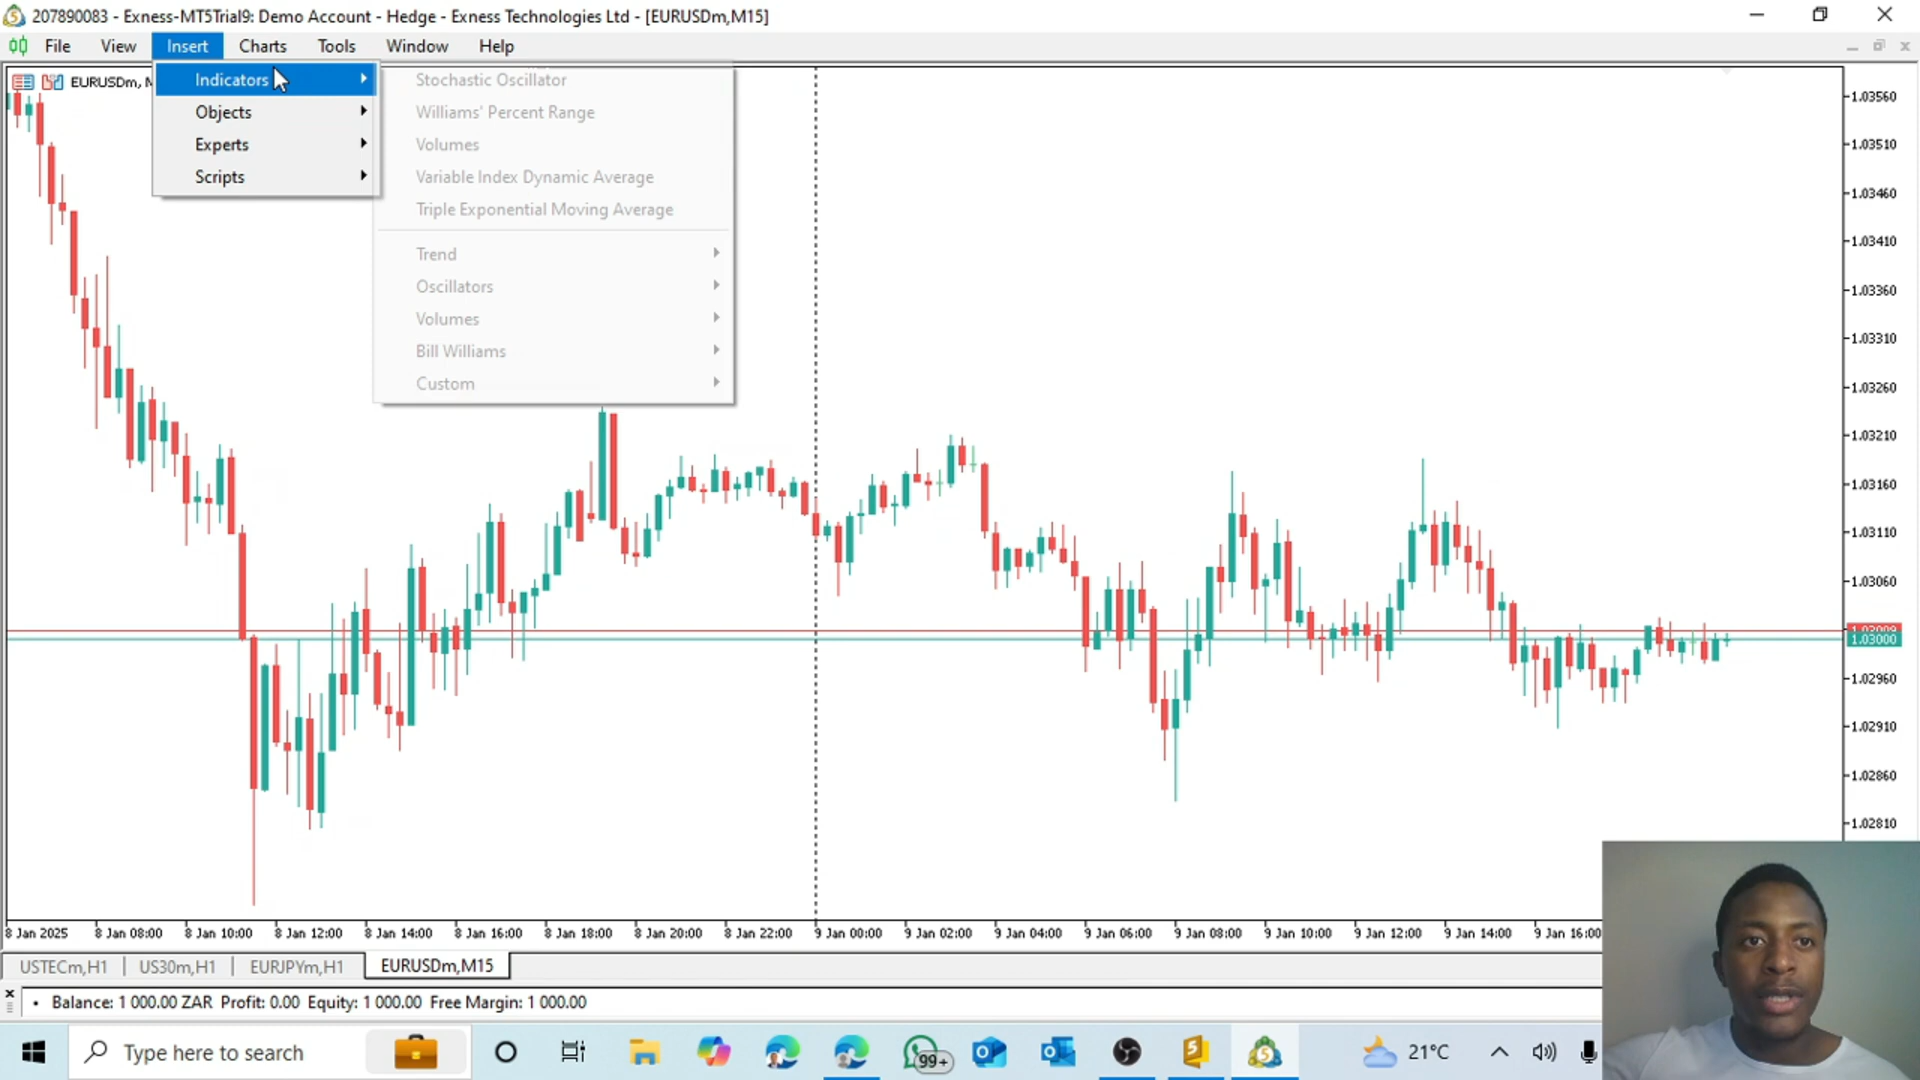 207890083 - Exness-MT5Trial9: Demo Account - Hedge - Exness Technologies Ltd - [EURUSDm,M15]
File View Insert Charts Tools Window Help
EURUSDm, M
Indicators
Objects
Experts
Scripts
Stochastic Oscillator
Williams' Percent Range
Volumes
Variable Index Dynamic Average
Triple Exponential Moving Average
Trend
Oscillators
Volumes
Bill Williams
Custom
1.03560
1.03510
1.03460
1.03410
1.03360
1.03310
1.03260
1.03210
1.03160
1.03110
1.03060
1.03009
1.03000
1.02960
1.02910
1.02860
1.02810
8 Jan 2025 8 Jan 08:00 8 Jan 10:00 8 Jan 12:00 8 Jan 14:00 8 Jan 16:00 8 Jan 18:00 8 Jan 20:00 8 Jan 22:00 9 Jan 00:00 9 Jan 02:00 9 Jan 04:00 9 Jan 06:00 9 Jan 08:00 9 Jan 10:00 9 Jan 12:00 9 Jan 14:00 9 Jan 16:00
USTECm,H1 US30m,H1 EURJPYm,H1 EURUSDm,M15
Balance: 1 000.00 ZAR Profit: 0.00 Equity: 1 000.00 Free Margin: 1 000.00
Type here to search 99+ 21°C